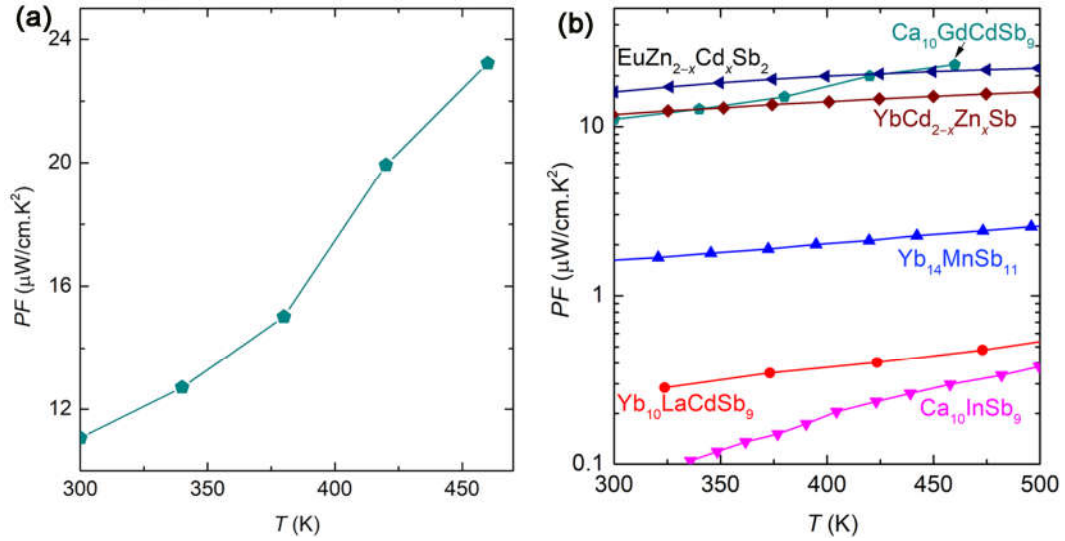 (a)
24
20
16
12
PF (μW/cm.K²)
300
350
400
450
T (K)
(b)
10
1
0.1
PF (μW/cm.K²)
Ca₁₀GdCdSb₉
EuZn₂₋ₓCdₓSb₂
YbCd₂₋ₓZnₓSb
Yb₁₄MnSb₁₁
Yb₁₀LaCdSb₉
Ca₁₀InSb₉
300
350
400
450
500
T (K)